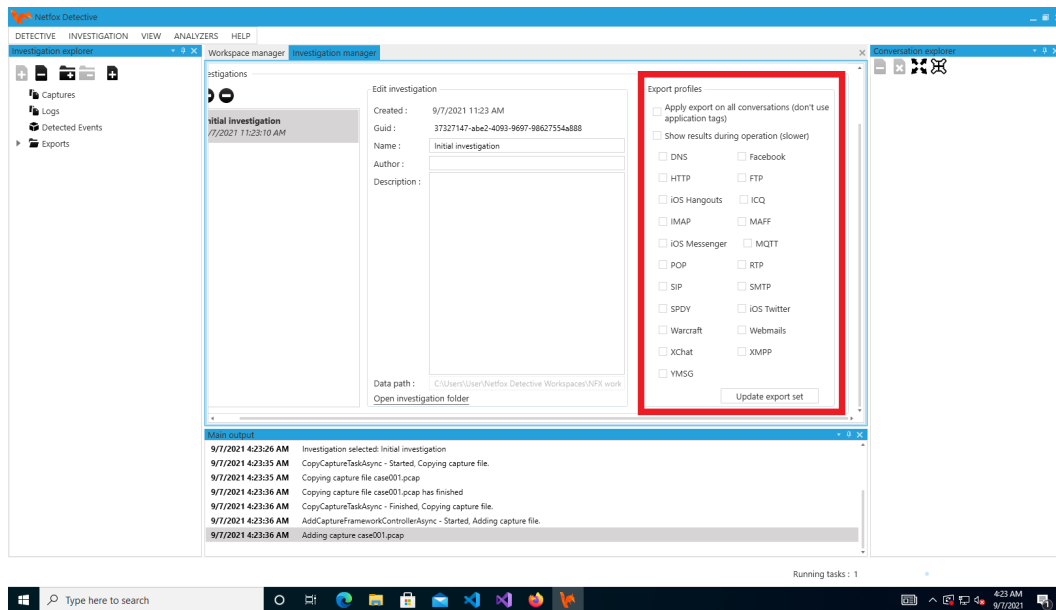 Netfox Detective
DETECTIVE INVESTIGATION VIEW ANALYZERS HELP
Investigation explorer
Captures
Logs
Detected Events
Exports
Workspace manager Investigation manager
estigations
nitial investigation
/7/2021 11:23:10 AM
Edit investigation
Created : 9/7/2021 11:23 AM
Guid : 37327147-abe2-4093-9697-98627554a888
Name : Initial investigation
Author :
Description :
Data path : C:\Users\User\Netfox Detective Workspaces\NFX work
Open investigation folder
Export profiles
Apply export on all conversations (don't use
application tags)
Show results during operation (slower)
DNS Facebook
HTTP FTP
iOS Hangouts ICQ
IMAP MAFF
iOS Messenger MQTT
POP RTP
SIP SMTP
SPDY iOS Twitter
Warcraft Webmails
XChat XMPP
YMSG
Update export set
Conversation explorer
Main output
9/7/2021 4:23:26 AM Investigation selected: Initial investigation
9/7/2021 4:23:35 AM CopyCaptureTaskAsync - Started, Copying capture file.
9/7/2021 4:23:35 AM Copying capture file case001.pcap
9/7/2021 4:23:36 AM Copying capture file case001.pcap has finished
9/7/2021 4:23:36 AM CopyCaptureTaskAsync - Finished, Copying capture file.
9/7/2021 4:23:36 AM AddCaptureFrameworkControllerAsync - Started, Adding capture file.
9/7/2021 4:23:36 AM Adding capture case001.pcap
Running tasks : 1
Type here to search
4:23 AM
9/7/2021